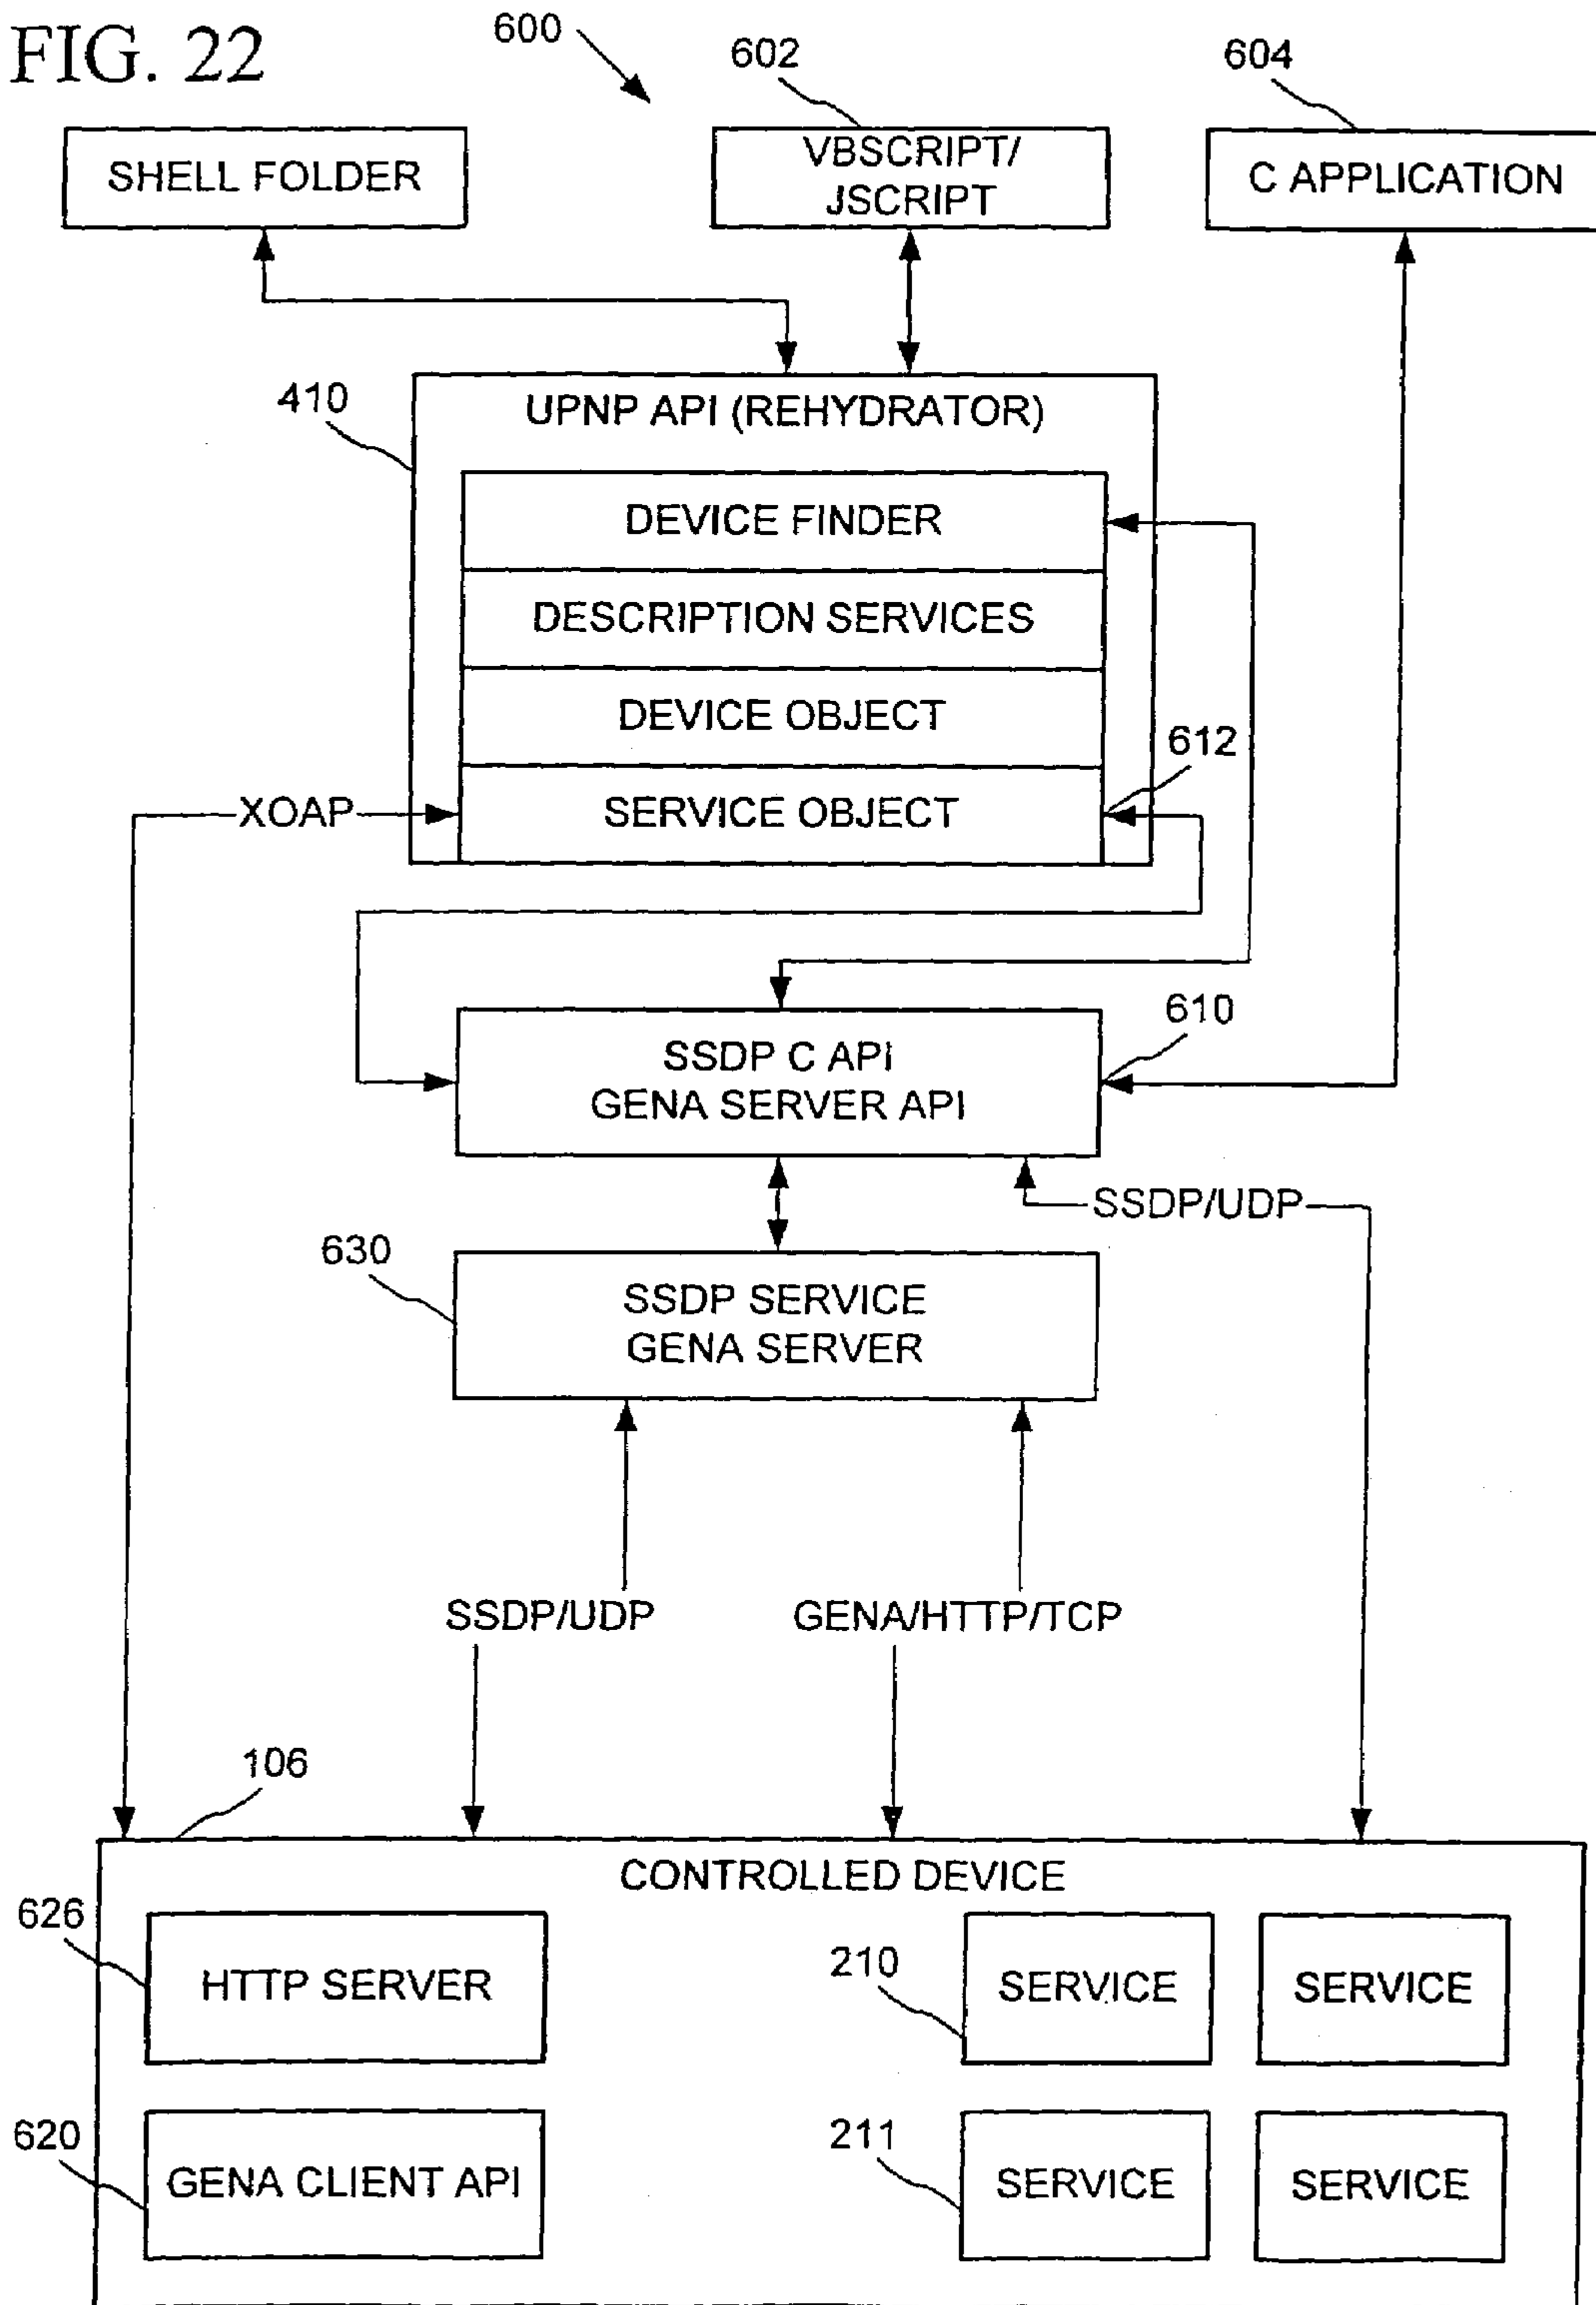 FIG. 22
600
602
604
SHELL FOLDER
VBSCRIPT/
JSCRIPT
C APPLICATION
410
UPNP API (REHYDRATOR)
DEVICE FINDER
DESCRIPTION SERVICES
DEVICE OBJECT
612
XOAP
SERVICE OBJECT
610
SSDP C API
GENA SERVER API
SSDP/UDP
630
SSDP SERVICE
GENA SERVER
SSDP/UDP
GENA/HTTP/TCP
106
CONTROLLED DEVICE
626
HTTP SERVER
210
SERVICE
SERVICE
620
GENA CLIENT API
211
SERVICE
SERVICE